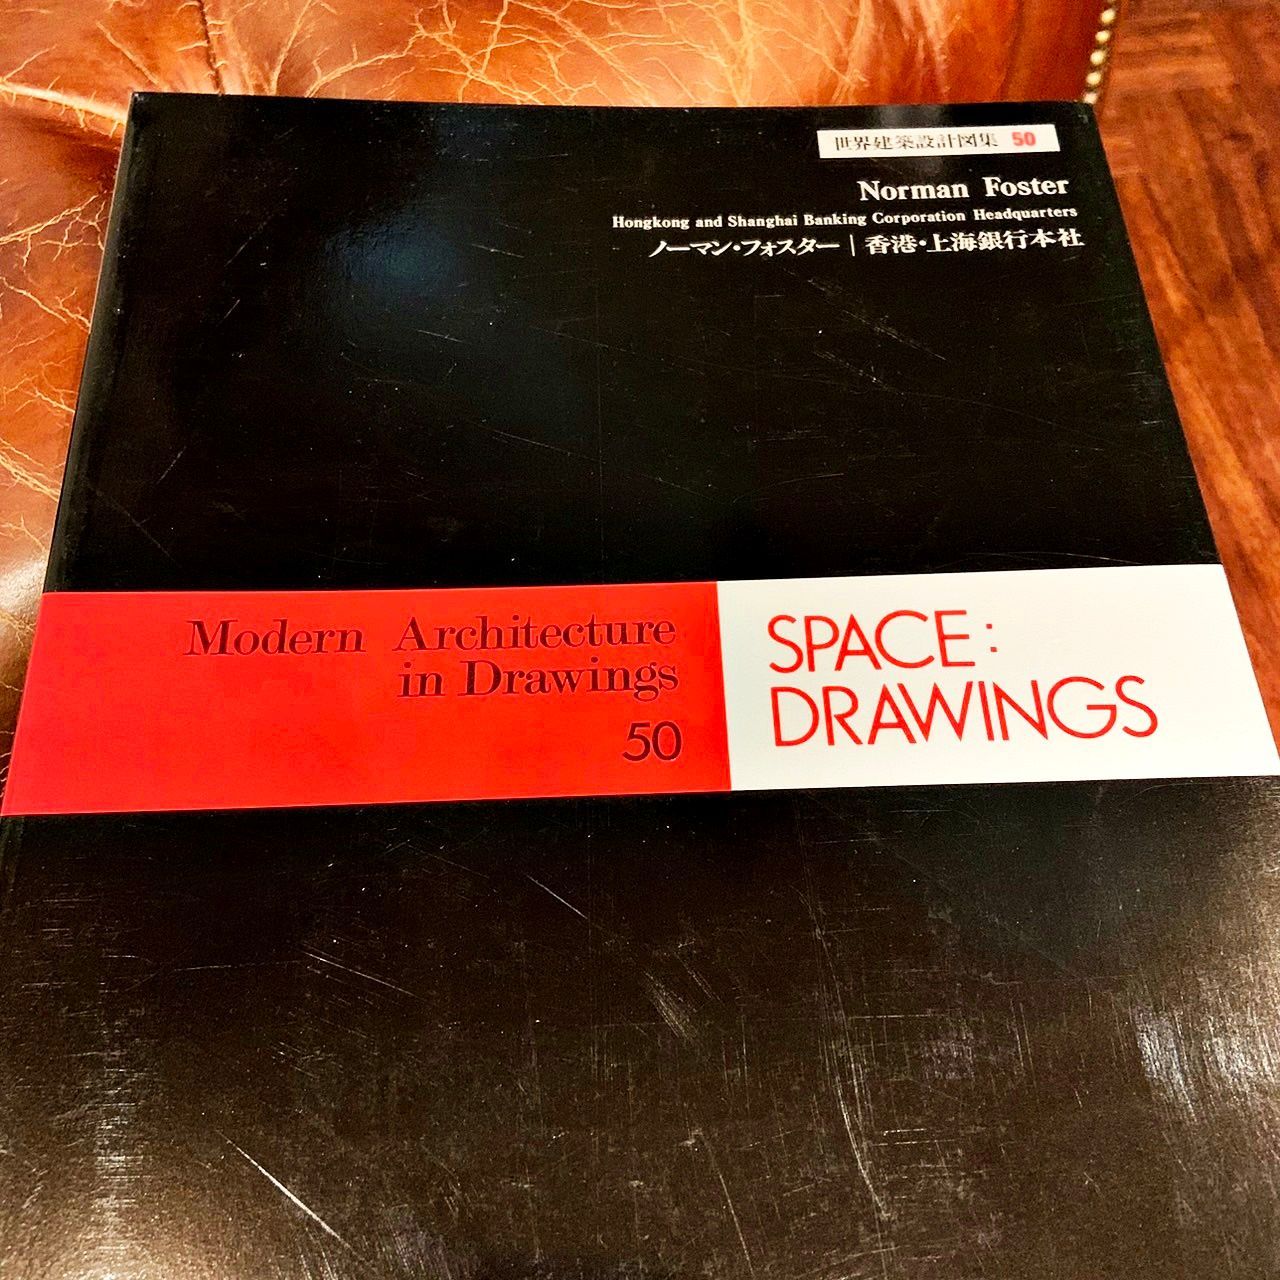 世界建築設計図集 50
Norman Foster
Hongkong and Shanghai Banking Corporation Headquarters
ノーマン・フォスター | 香港・上海銀行本社
Modern Architecture
in Drawings
50
SPACE:
DRAWINGS